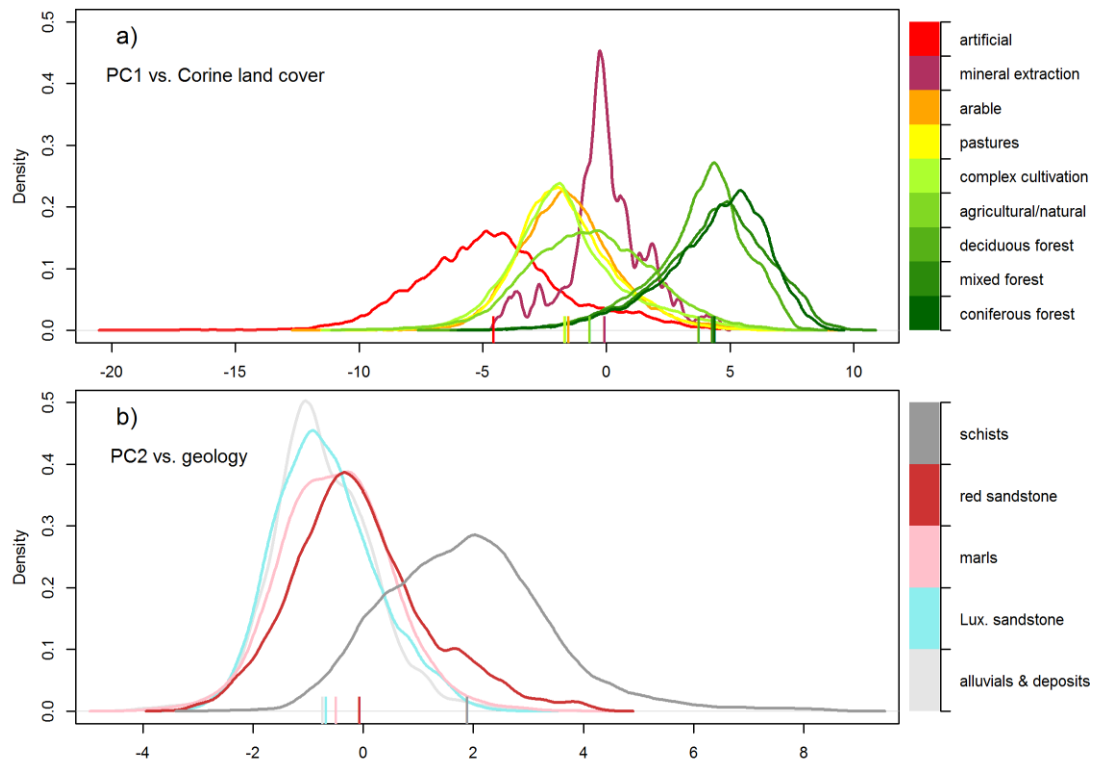 a)
PC1 vs. Corine land cover
Density
0.5
0.4
0.3
0.2
0.1
0.0
-20
-15
-10
-5
0
5
10
artificial
mineral extraction
arable
pastures
complex cultivation
agricultural/natural
deciduous forest
mixed forest
coniferous forest
b)
PC2 vs. geology
Density
0.5
0.4
0.3
0.2
0.1
0.0
-4
-2
0
2
4
6
8
schists
red sandstone
marls
Lux. sandstone
alluvials & deposits